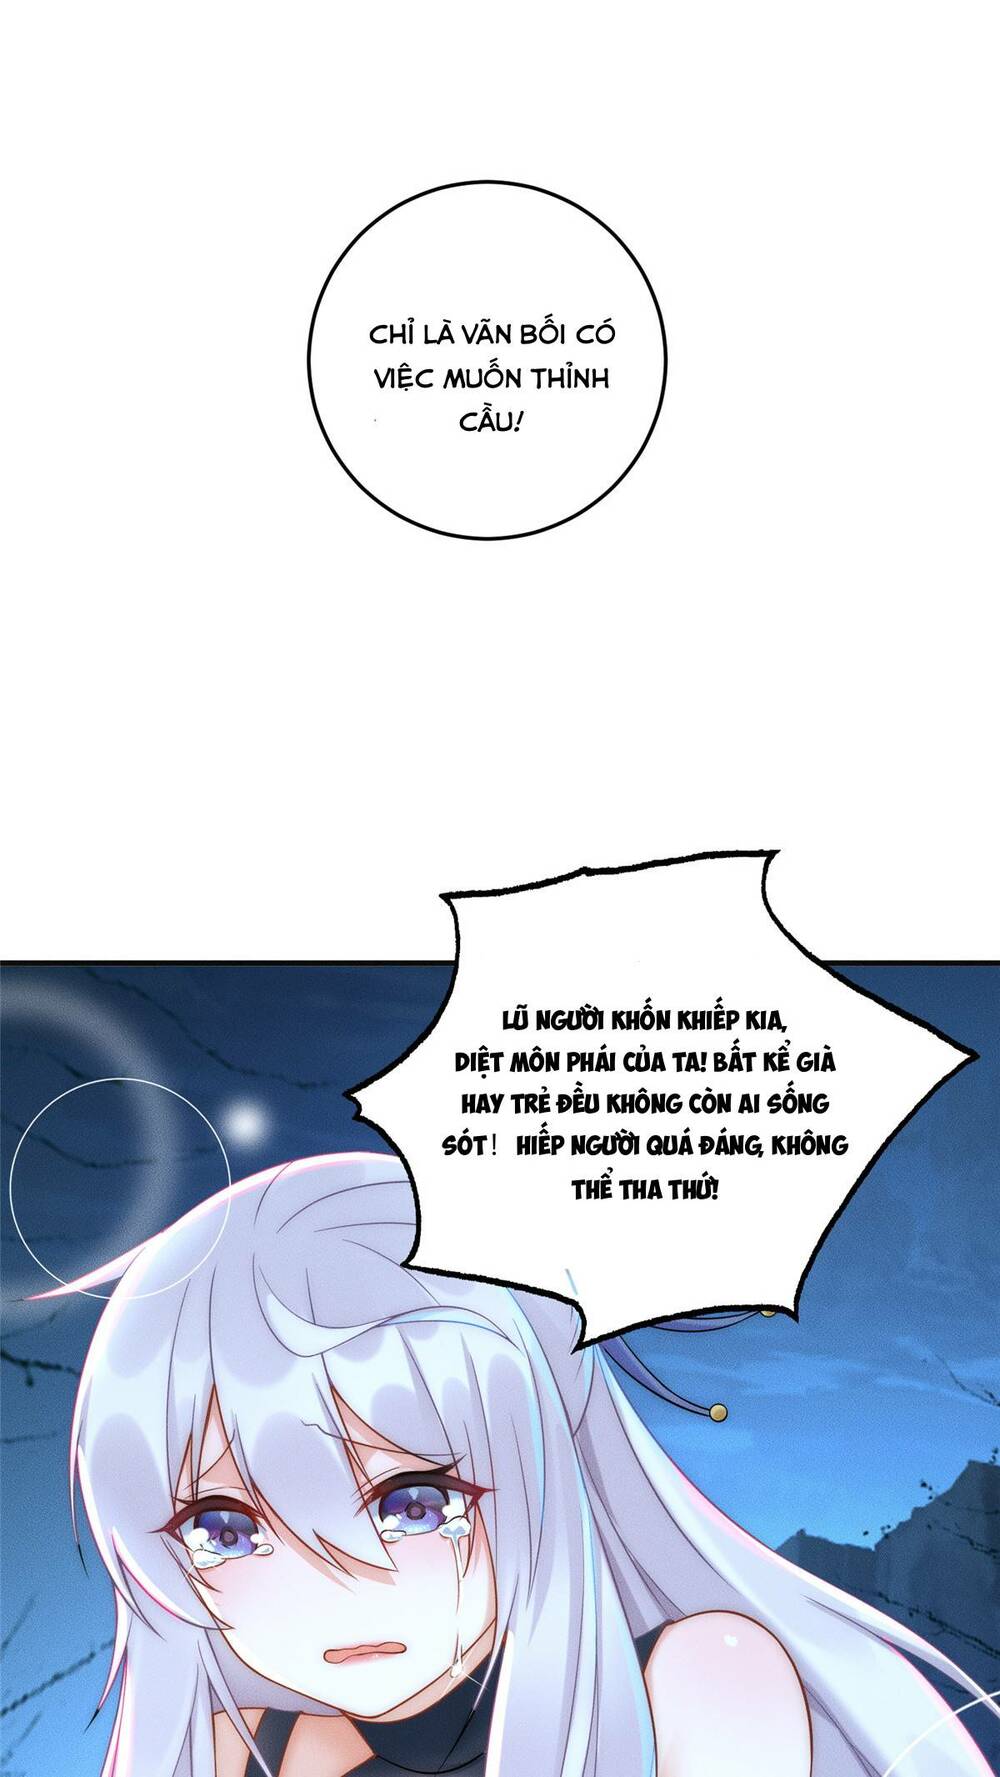 CHỈ LÀ VÃN BỐI CÓ
VIỆC MUỐN THỈNH
CẦU!
LŨ NGƯỜI KHỐN KHIẾP KIA,
DIỆT MÔN PHÁI CỦA TA! BẤT KỂ GIÀ
HAY TRẺ ĐỀU KHÔNG CÒN AI SỐNG
SÓT! HIẾP NGƯỜI QUÁ ĐÁNG, KHÔNG
THỂ THA THỨ!